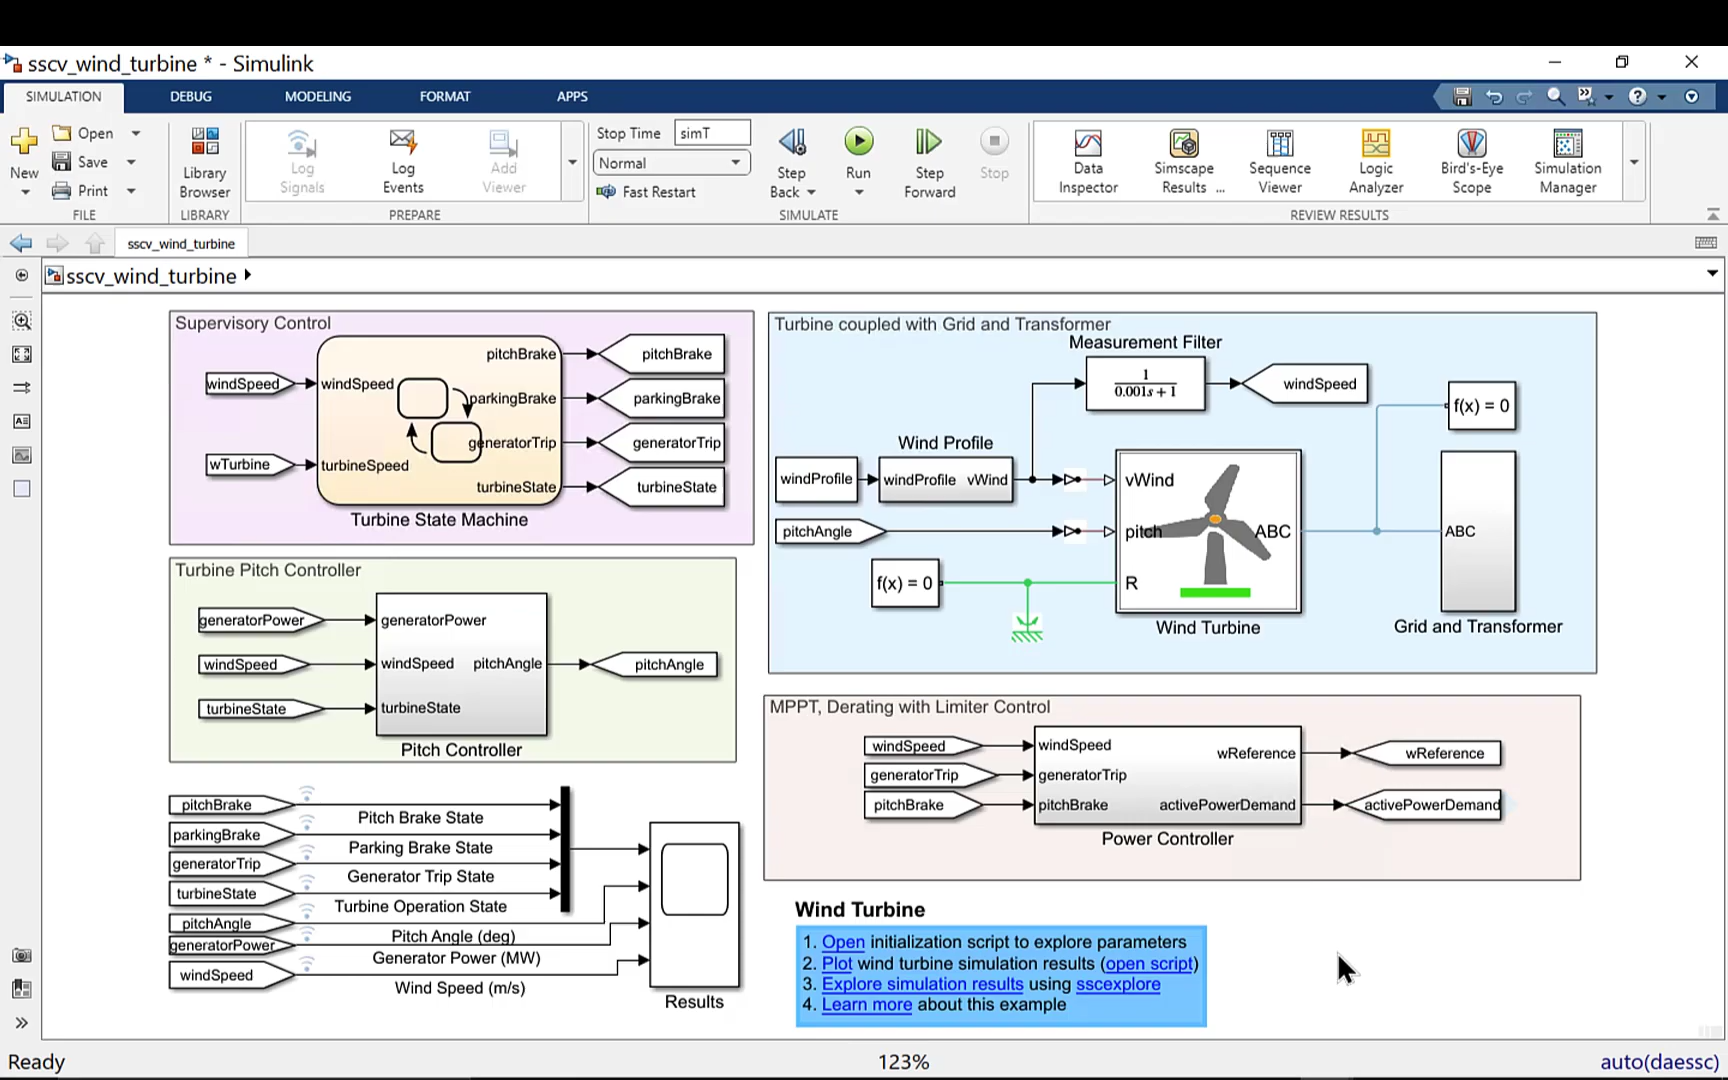 sscv_wind_turbine * - Simulink
SIMULATION
DEBUG
MODELING
FORMAT
APPS
New
Open
Save
Print
FILE
Library
Browser
LIBRARY
Log
Signals
Log
Events
Add
Viewer
PREPARE
Stop Time
simT
Normal
Fast Restart
Step
Back
Run
Step
Forward
Stop
SIMULATE
Data
Inspector
Simscape
Results ...
Sequence
Viewer
Logic
Analyzer
Bird's-Eye
Scope
Simulation
Manager
REVIEW RESULTS
sscv_wind_turbine
sscv_wind_turbine
Supervisory Control
windSpeed
wTurbine
windSpeed
turbineSpeed
pitchBrake
parkingBrake
generatorTrip
turbineState
pitchBrake
parkingBrake
generatorTrip
turbineState
Turbine State Machine
Turbine coupled with Grid and Transformer
Measurement Filter
1
0.001s + 1
windSpeed
f(x) = 0
Wind Profile
windProfile
windProfile vWind
pitchAngle
f(x) = 0
vWind
pitch
R
ABC
Wind Turbine
ABC
Grid and Transformer
Turbine Pitch Controller
generatorPower
windSpeed
turbineState
generatorPower
windSpeed
turbineState
pitchAngle
pitchAngle
Pitch Controller
MPPT, Derating with Limiter Control
windSpeed
generatorTrip
pitchBrake
windSpeed
generatorTrip
pitchBrake
wReference
activePowerDemand
wReference
activePowerDemand
Power Controller
pitchBrake
Pitch Brake State
parkingBrake
Parking Brake State
generatorTrip
Generator Trip State
turbineState
Turbine Operation State
pitchAngle
Pitch Angle (deg)
generatorPower
Generator Power (MW)
windSpeed
Wind Speed (m/s)
Results
Wind Turbine
1. Open initialization script to explore parameters
2. Plot wind turbine simulation results (open script)
3. Explore simulation results using sscexplore
4. Learn more about this example
Ready
123%
auto(daessc)